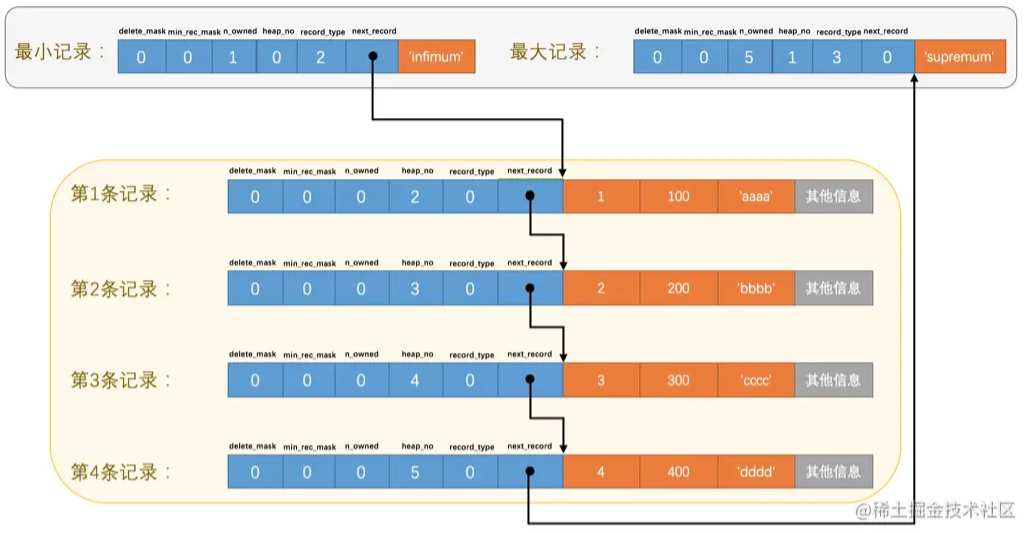 delete_mask min_rec_mask n_owned heap_no record_type next_record
最小记录： 0 0 1 0 2 'infimum'
delete_mask min_rec_mask n_owned heap_no record_type next_record
最大记录： 0 0 5 1 3 0 'supremum'
delete_mask min_rec_mask n_owned heap_no record_type next_record
第1条记录： 0 0 0 2 0 1 100 'aaaa' 其他信息
delete_mask min_rec_mask n_owned heap_no record_type next_record
第2条记录： 0 0 0 3 0 2 200 'bbbb' 其他信息
delete_mask min_rec_mask n_owned heap_no record_type next_record
第3条记录： 0 0 0 4 0 3 300 'cccc' 其他信息
delete_mask min_rec_mask n_owned heap_no record_type next_record
第4条记录： 0 0 0 5 0 4 400 'dddd' 其他信息
@稀土掘金技术社区